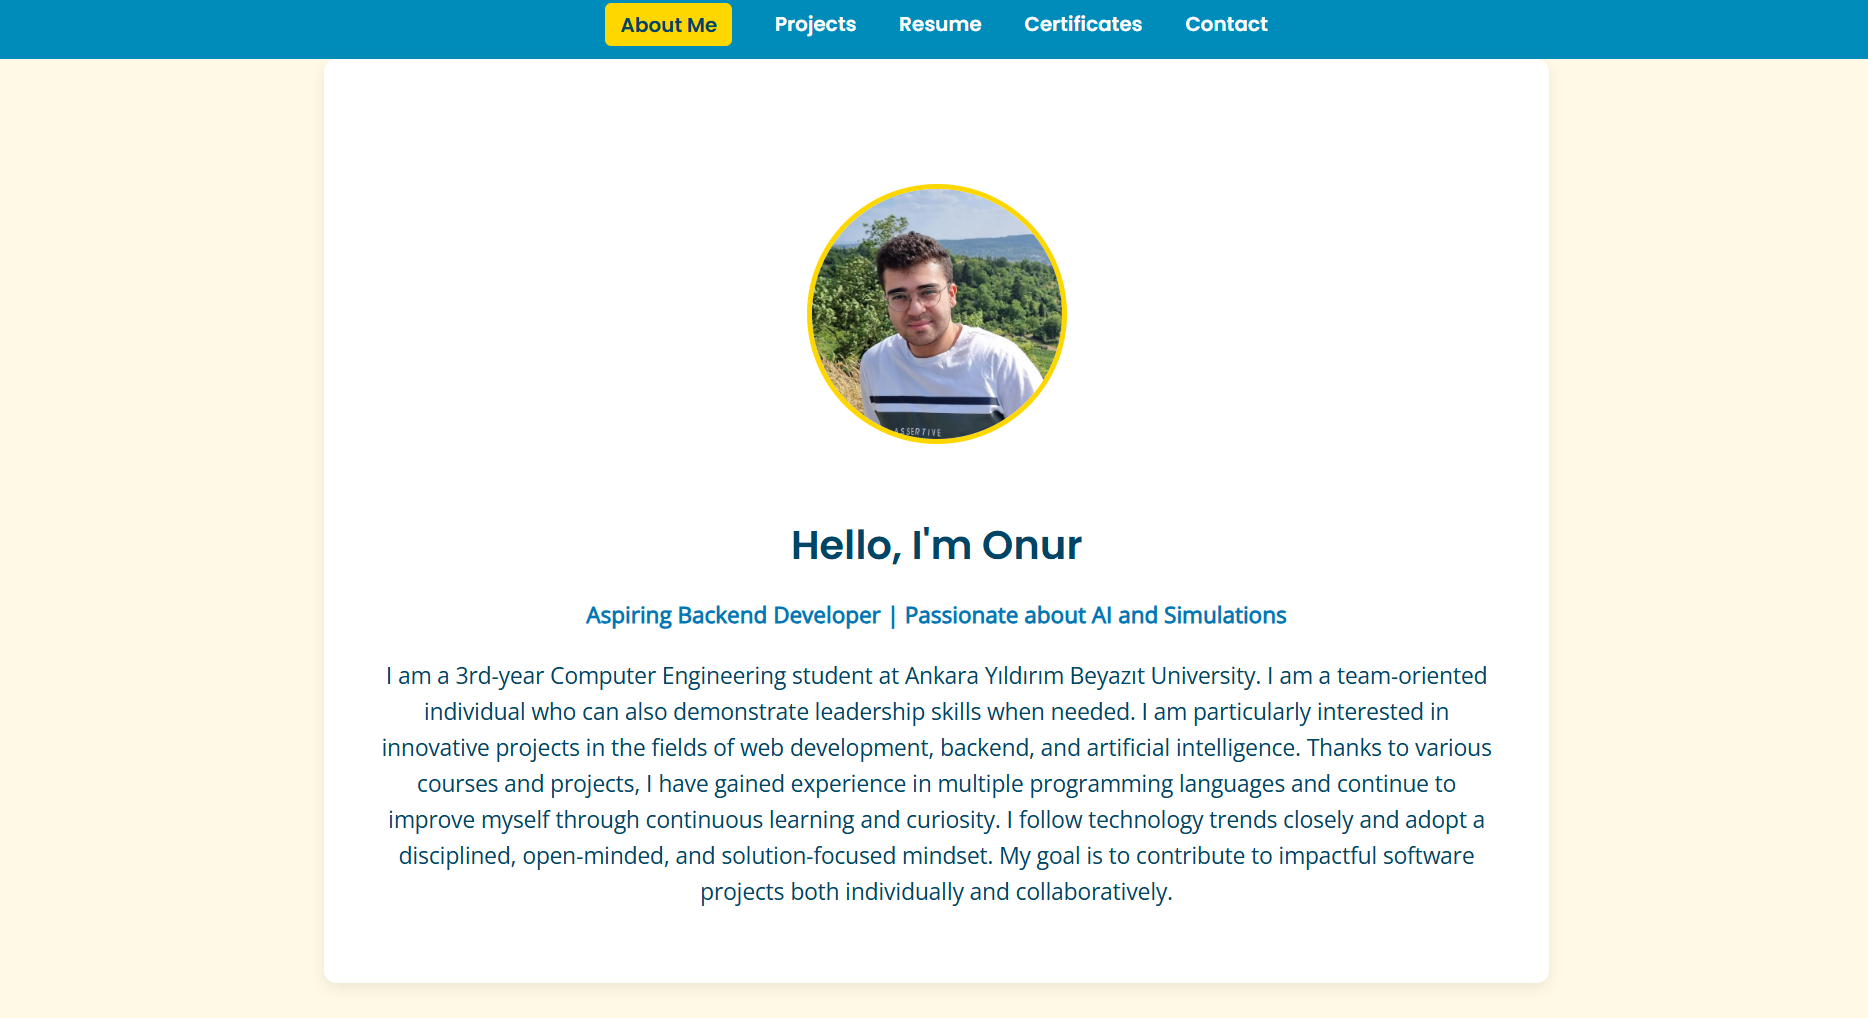 About Me Projects Resume Certificates Contact
ASSERTIVE
Hello, I'm Onur
Aspiring Backend Developer | Passionate about AI and Simulations
I am a 3rd-year Computer Engineering student at Ankara Yıldırım Beyazıt University. I am a team-oriented
individual who can also demonstrate leadership skills when needed. I am particularly interested in
innovative projects in the fields of web development, backend, and artificial intelligence. Thanks to various
courses and projects, I have gained experience in multiple programming languages and continue to
improve myself through continuous learning and curiosity. I follow technology trends closely and adopt a
disciplined, open-minded, and solution-focused mindset. My goal is to contribute to impactful software
projects both individually and collaboratively.